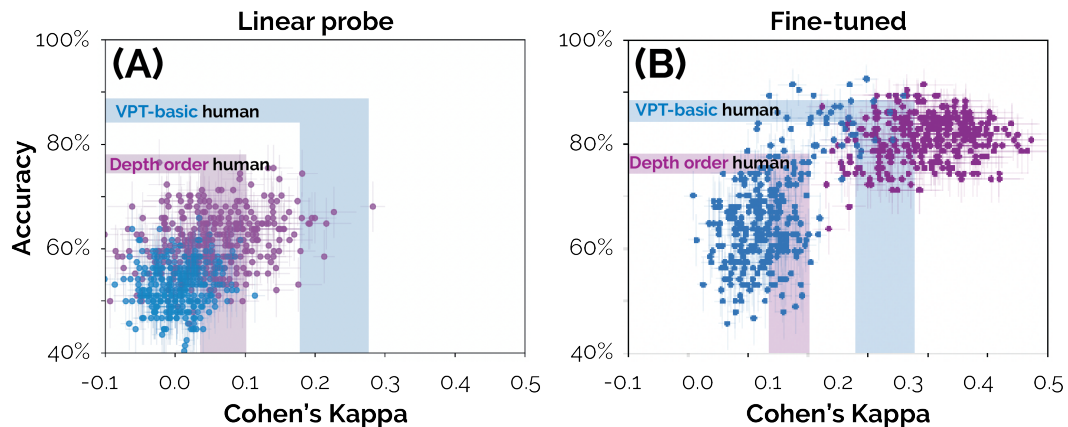 Linear probe
Fine-tuned
(A)
(B)
100%
80%
60%
40%
100%
80%
60%
40%
Accuracy
VPT-basic human
Depth order human
VPT-basic human
Depth order human
-0.1 0.0 0.1 0.2 0.3 0.4 0.5
-0.1 0.0 0.1 0.2 0.3 0.4 0.5
Cohen's Kappa
Cohen's Kappa